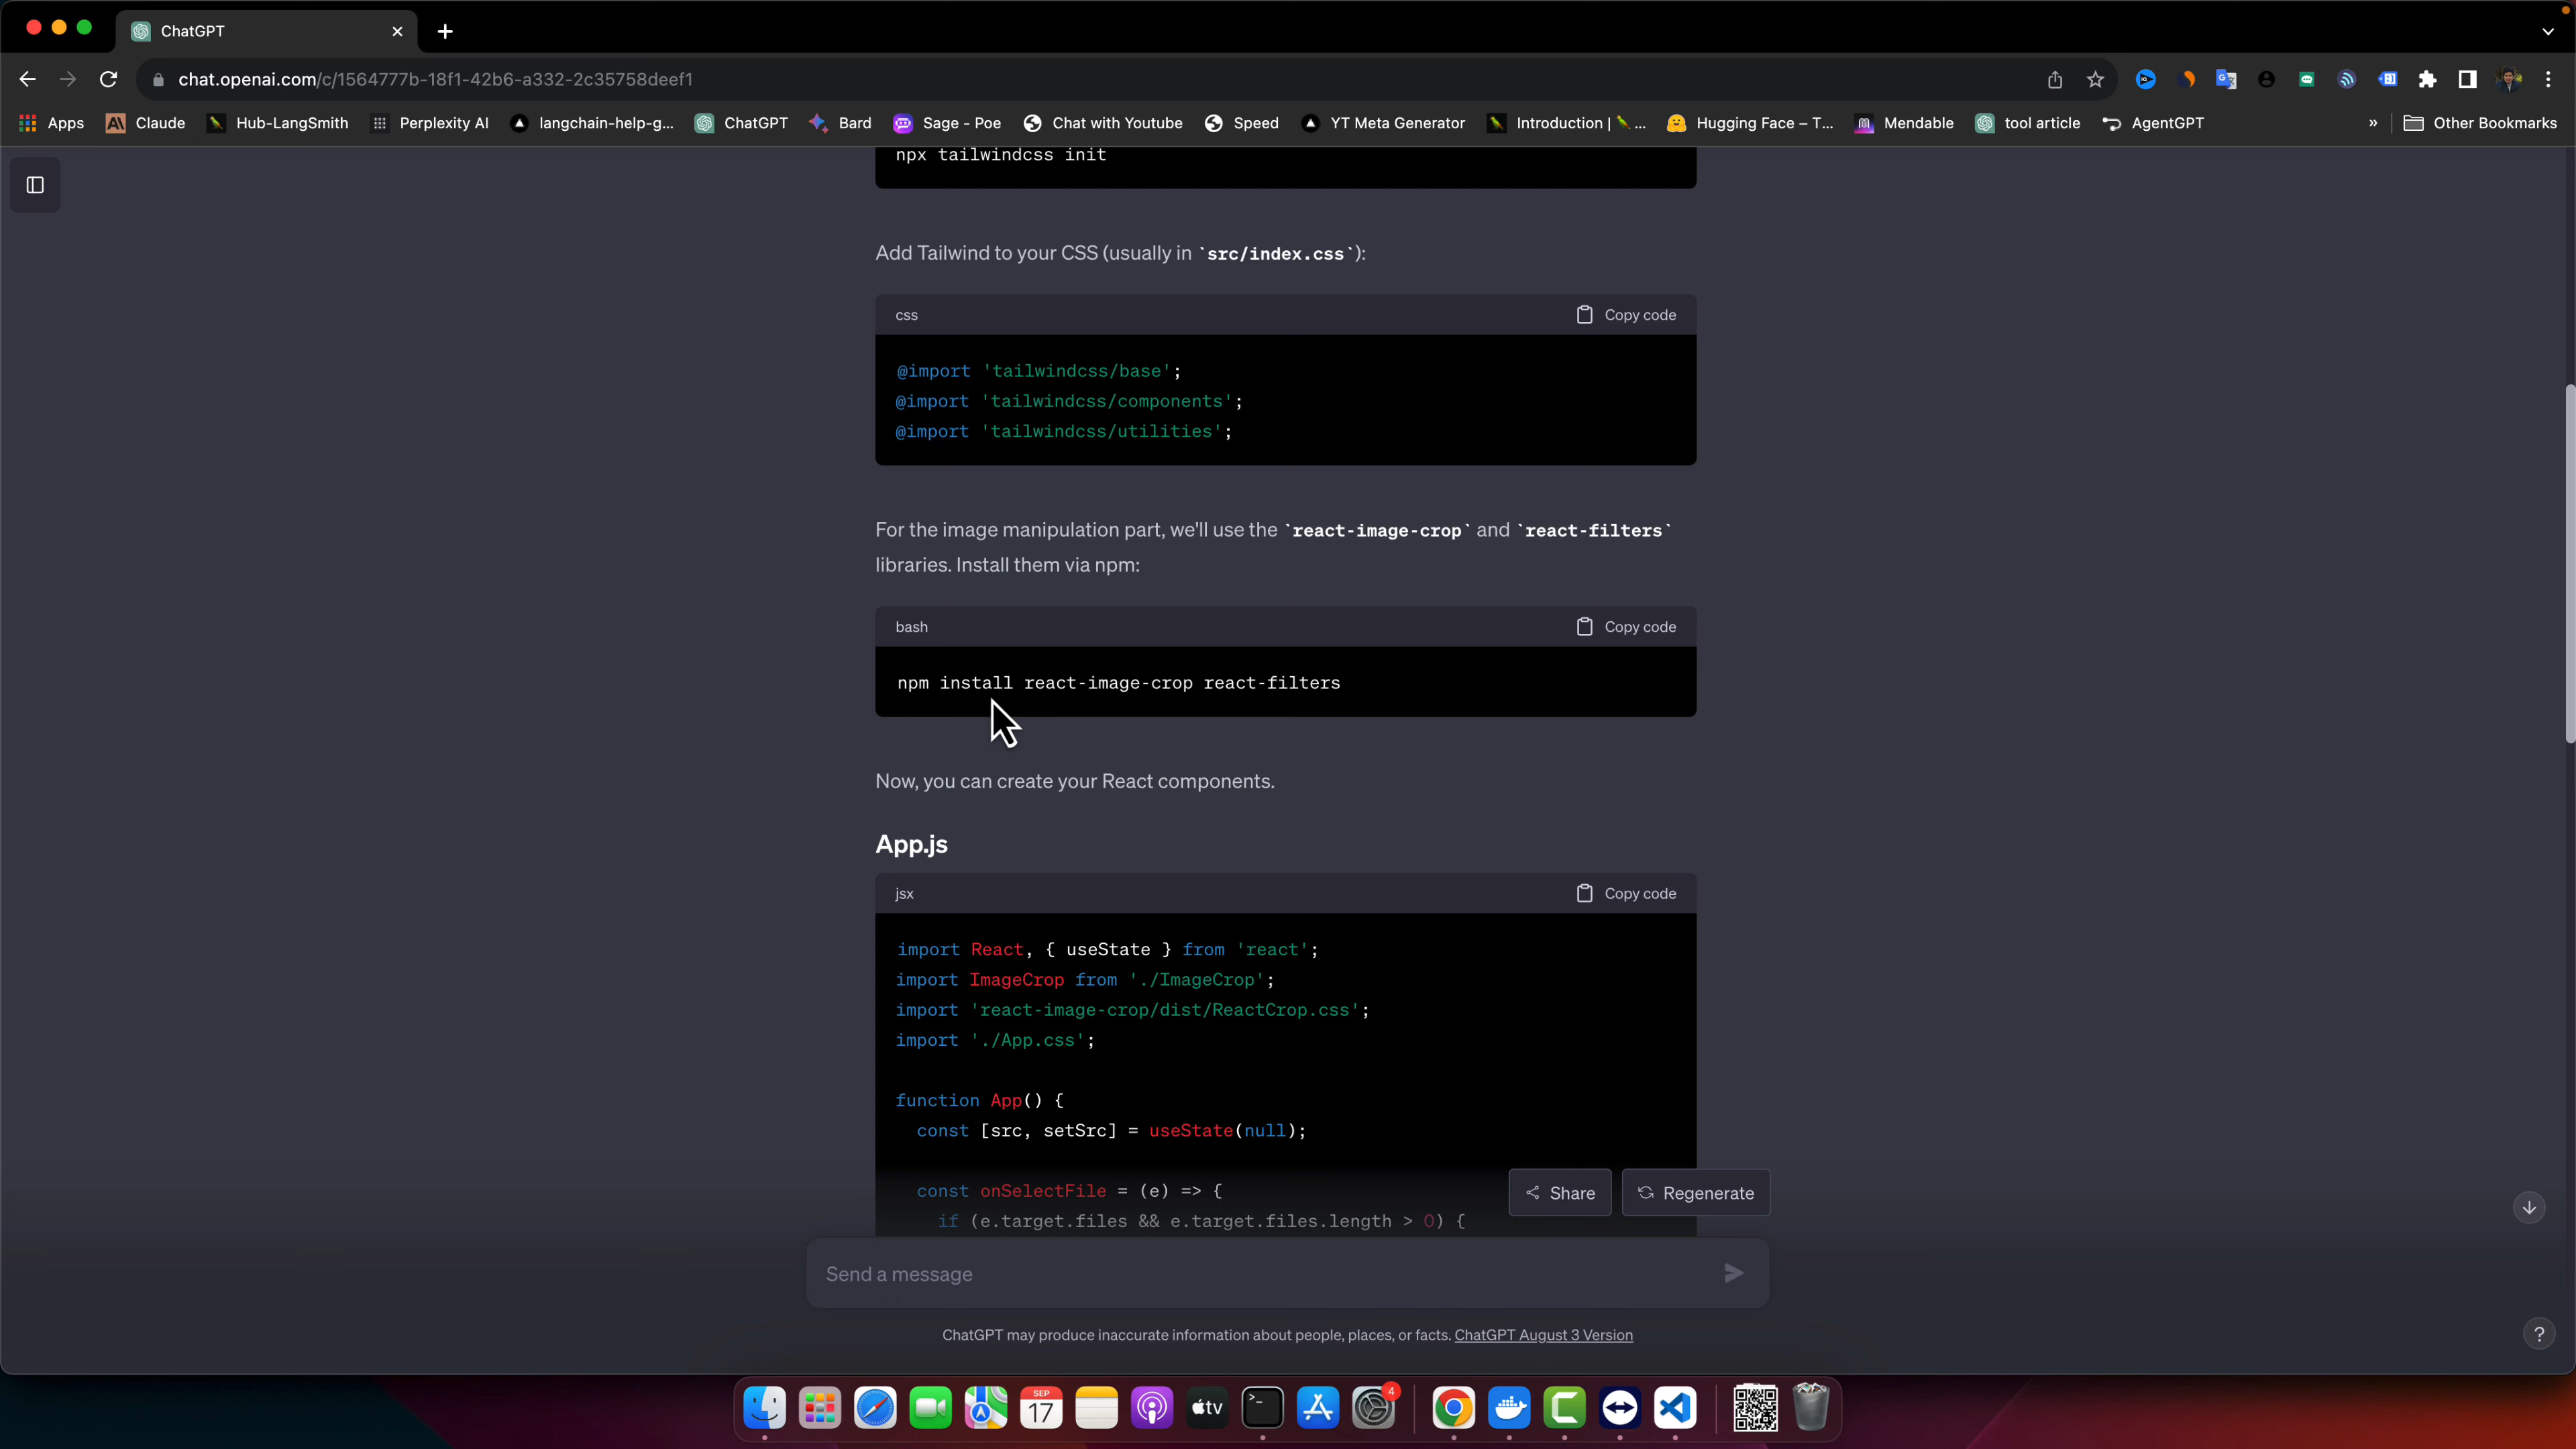 ChatGPT
chat.openai.com/c/1564777b-18f1-42b6-a332-2c35758deef1
Apps Claude Hub-LangSmith Perplexity AI langchain-help-g... ChatGPT Bard Sage - Poe Chat with Youtube Speed YT Meta Generator Introduction | ... Hugging Face – T... Mendable tool article AgentGPT » Other Bookmarks
npx tailwindcss init
Add Tailwind to your CSS (usually in `src/index.css`):
css Copy code
@import 'tailwindcss/base';
@import 'tailwindcss/components';
@import 'tailwindcss/utilities';
For the image manipulation part, we'll use the `react-image-crop` and `react-filters`
libraries. Install them via npm:
bash Copy code
npm install react-image-crop react-filters
Now, you can create your React components.
App.js
jsx Copy code
import React, { useState } from 'react';
import ImageCrop from './ImageCrop';
import 'react-image-crop/dist/ReactCrop.css';
import './App.css';
function App() {
const [src, setSrc] = useState(null);
const onSelectFile = (e) => {
if (e.target.files && e.target.files.length > 0) {
Share Regenerate
Send a message
ChatGPT may produce inaccurate information about people, places, or facts. ChatGPT August 3 Version
?
SEP
17
tv
4